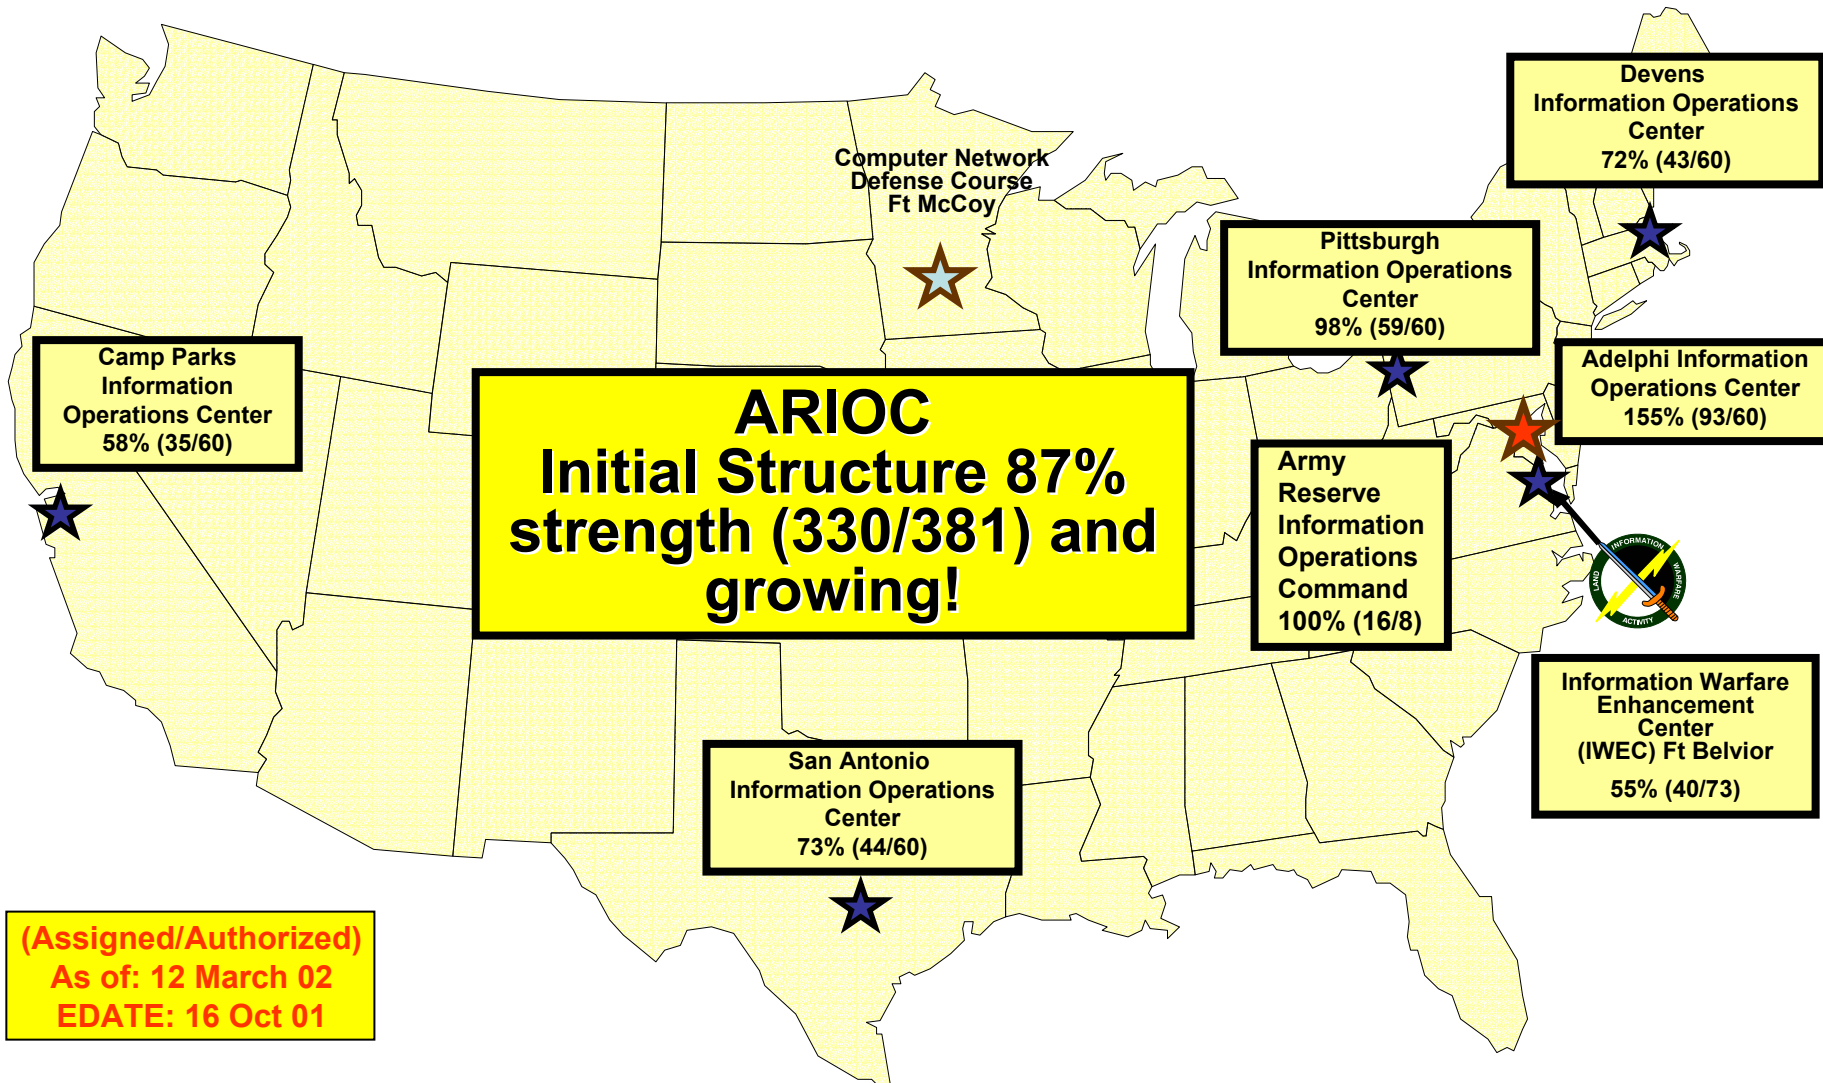 Devens
Information Operations
Center
72% (43/60)
Computer Network
Defense Course
Ft McCoy
Pittsburgh
Information Operations
Center
98% (59/60)
Camp Parks
Information
Operations Center
58% (35/60)
Adelphi Information
Operations Center
155% (93/60)
ARIOC
Initial Structure 87%
strength (330/381) and
growing!
Army
Reserve
Information
Operations
Command
100% (16/8)
LAND
INFORMATION
WARFARE
ACTIVITY
Information Warfare
Enhancement
Center
(IWEC) Ft Belvior
55% (40/73)
San Antonio
Information Operations
Center
73% (44/60)
(Assigned/Authorized)
As of: 12 March 02
EDATE: 16 Oct 01